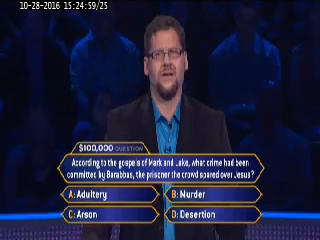 10-28-2016 15:24:59/25
$100,000 QUESTION
According to the gospels of Mark and Luke, what crime had been
committed by Barabbas, the prisoner the crowd spared over Jesus?
A: Adultery
B: Murder
C: Arson
D: Desertion